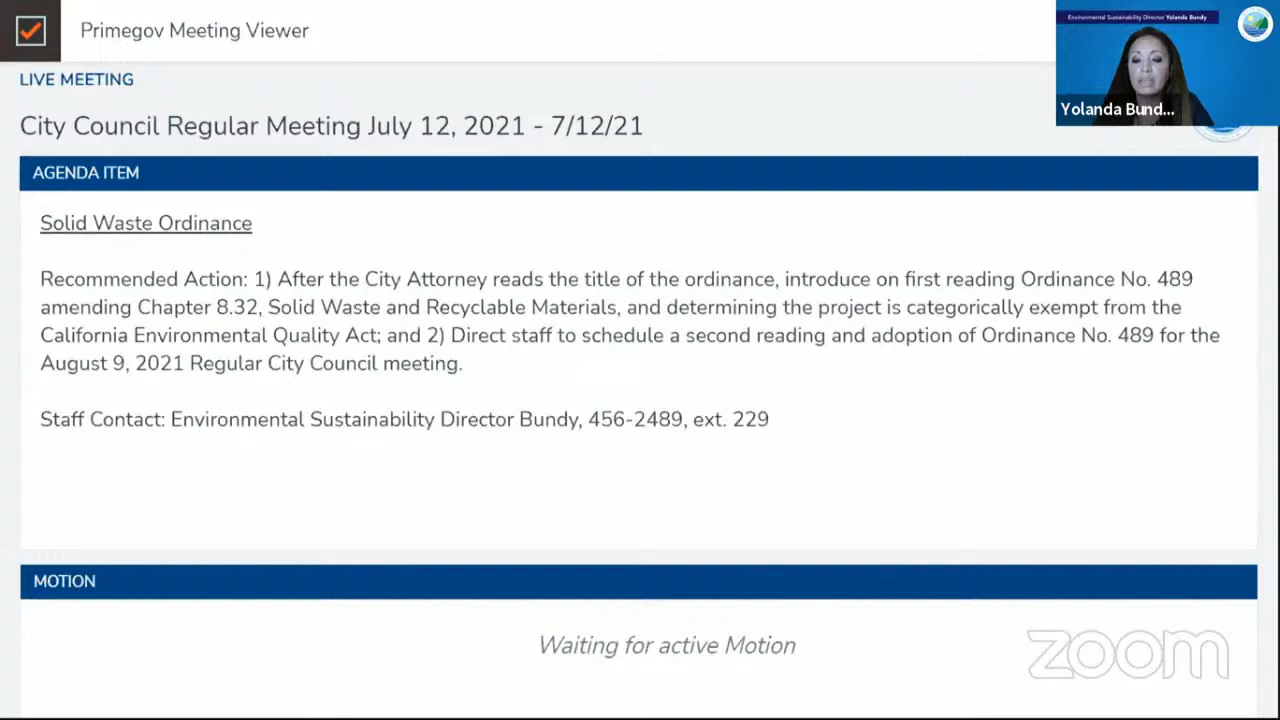 Primegov Meeting Viewer
Environmental Sustainability Director Yolanda Bundy
Yolanda Bund...
LIVE MEETING
City Council Regular Meeting July 12, 2021 - 7/12/21
AGENDA ITEM
Solid Waste Ordinance
Recommended Action: 1) After the City Attorney reads the title of the ordinance, introduce on first reading Ordinance No. 489
amending Chapter 8.32, Solid Waste and Recyclable Materials, and determining the project is categorically exempt from the
California Environmental Quality Act; and 2) Direct staff to schedule a second reading and adoption of Ordinance No. 489 for the
August 9, 2021 Regular City Council meeting.
Staff Contact: Environmental Sustainability Director Bundy, 456-2489, ext. 229
MOTION
Waiting for active Motion
zoom